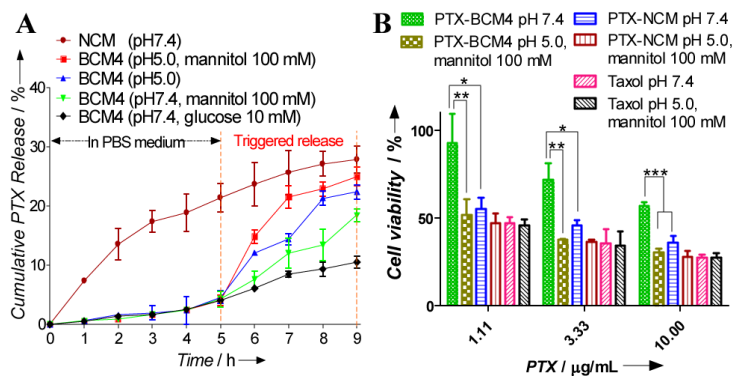 A
NCM (pH7.4)
BCM4 (pH5.0, mannitol 100 mM)
BCM4 (pH5.0)
BCM4 (pH7.4, mannitol 100 mM)
BCM4 (pH7.4, glucose 10 mM)
In PBS medium
Triggered release
Cumulative PTX Release / %
40
30
20
10
0
0 1 2 3 4 5 6 7 8 9
Time / h
B
PTX-BCM4 pH 7.4
PTX-BCM4 pH 5.0,
mannitol 100 mM
PTX-NCM pH 7.4
PTX-NCM pH 5.0,
mannitol 100 mM
Taxol pH 7.4
Taxol pH 5.0,
mannitol 100 mM
Cell viability / %
100
50
0
*
**
*
**
***
1.11 3.33 10.00
PTX / μg/mL